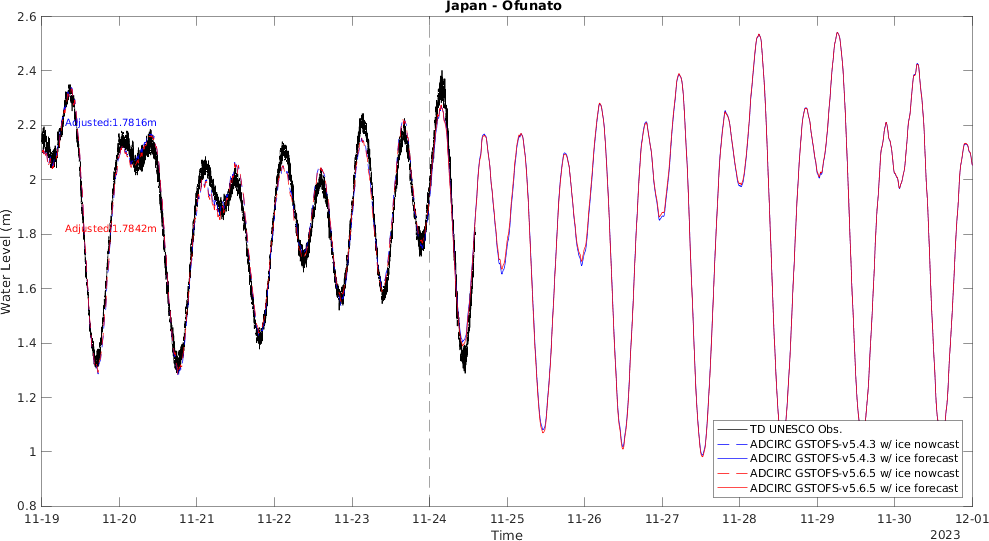 Japan - Ofunato
2.6
2.4
2.2
2
1.8
1.6
1.4
1.2
1
0.8
Water Level (m)
Adjusted:1.7816m
Adjusted:1.7842m
TD UNESCO Obs.
ADCIRC GSTOFS-v5.4.3 w/ ice nowcast
ADCIRC GSTOFS-v5.4.3 w/ ice forecast
ADCIRC GSTOFS-v5.6.5 w/ ice nowcast
ADCIRC GSTOFS-v5.6.5 w/ ice forecast
11-19 11-20 11-21 11-22 11-23 11-24 11-25 11-26 11-27 11-28 11-29 11-30 12-01
Time
2023